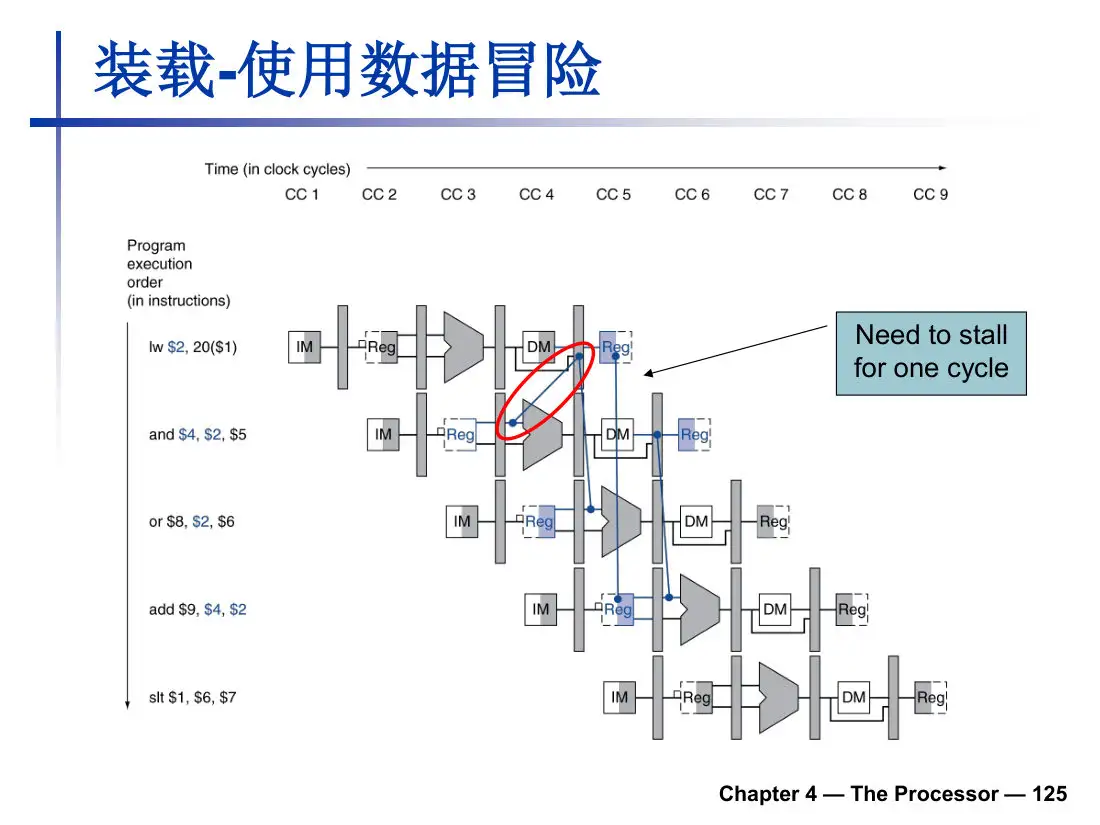 装载-使用数据冒险
Time (in clock cycles)
CC 1 CC 2 CC 3 CC 4 CC 5 CC 6 CC 7 CC 8 CC 9
Program
execution
order
(in instructions)
Need to stall
for one cycle
lw $2, 20($1)
IM Reg DM Reg
and $4, $2, $5
IM Reg DM Reg
or $8, $2, $6
IM Reg DM Reg
add $9, $4, $2
IM Reg DM Reg
slt $1, $6, $7
IM Reg DM Reg
Chapter 4 — The Processor — 125